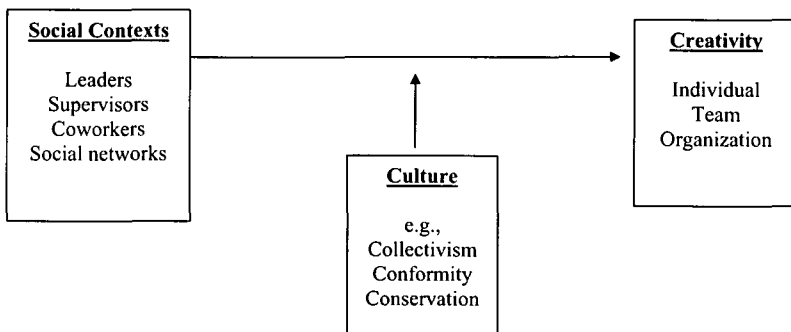 Social Contexts
Leaders
Supervisors
Coworkers
Social networks
Creativity
Individual
Team
Organization
Culture
e.g.,
Collectivism
Conformity
Conservation